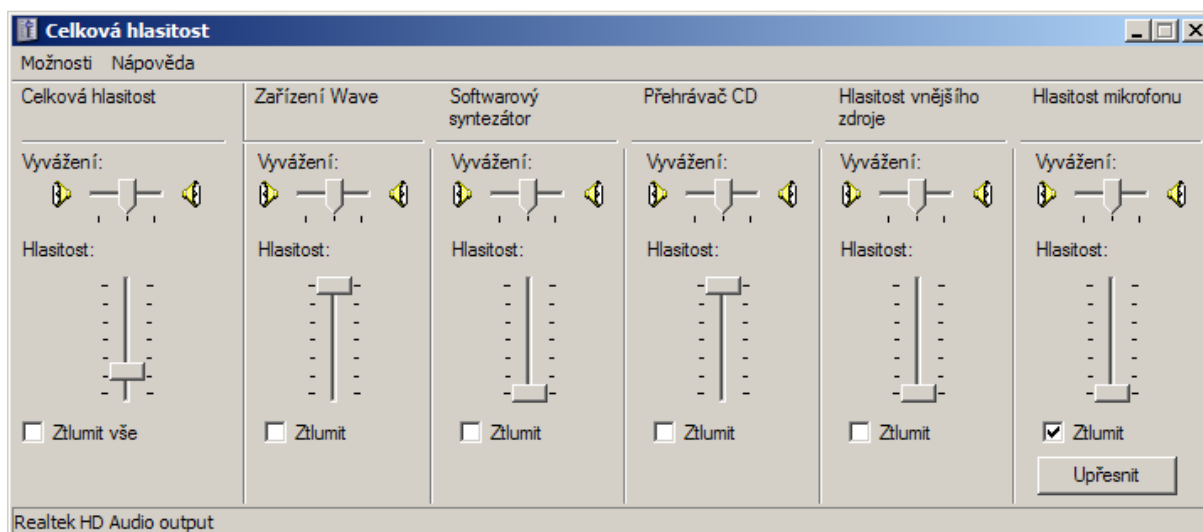 Celková hlasitost
Možnosti Nápověda
Celková hlasitost
Vyvážení:
Hlasitost:
Ztlumit vše
Zařízení Wave
Vyvážení:
Hlasitost:
Ztlumit
Softwarový
syntezátor
Vyvážení:
Hlasitost:
Ztlumit
Přehrávač CD
Vyvážení:
Hlasitost:
Ztlumit
Hlasitost vnějšího
zdroje
Vyvážení:
Hlasitost:
Ztlumit
Hlasitost mikrofonu
Vyvážení:
Hlasitost:
Ztlumit
Upřesnit
Realtek HD Audio output